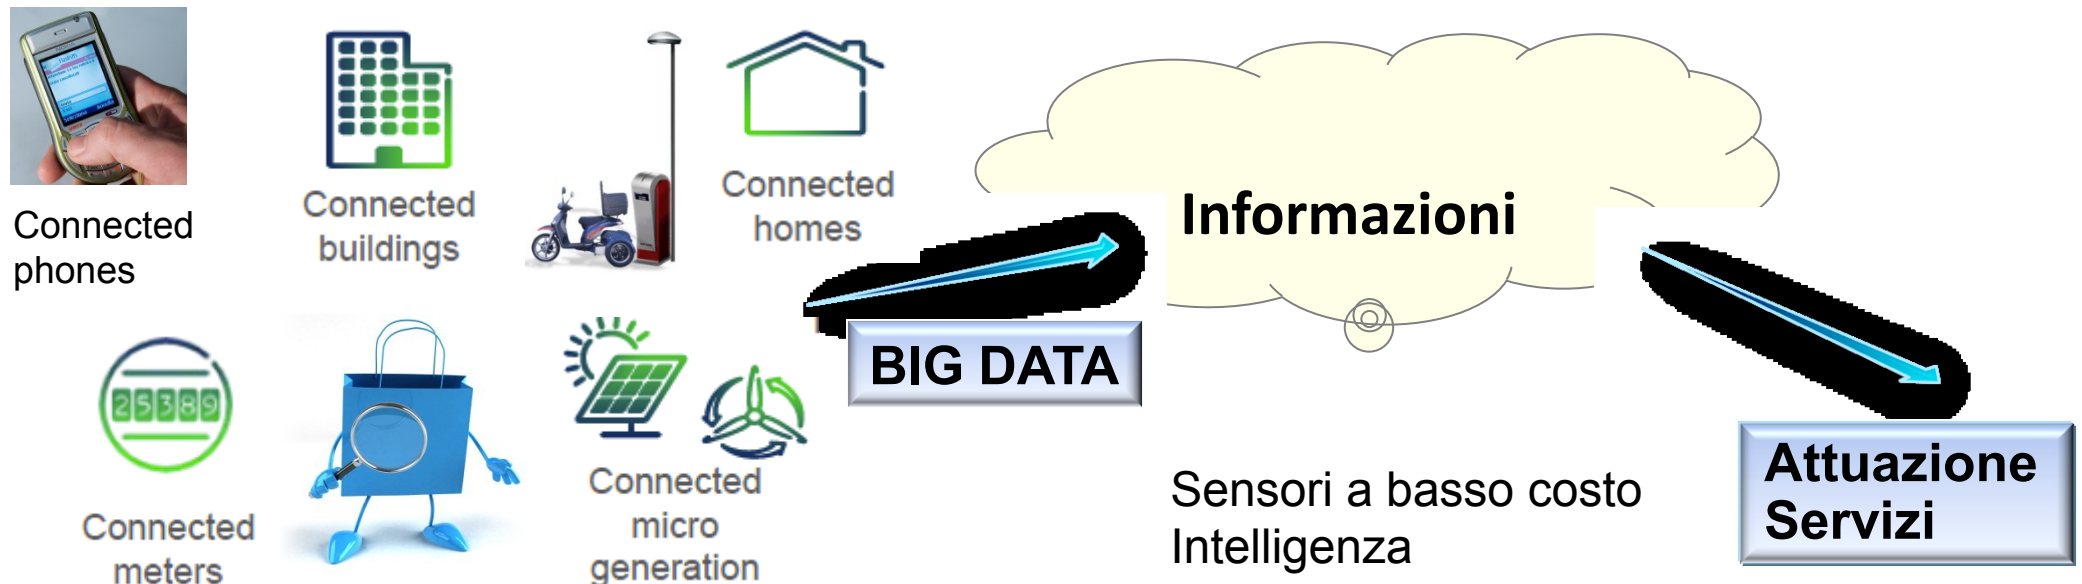 Connected
phones
Connected
buildings
Connected
homes
Informazioni
BIG DATA
25389
Connected
meters
Connected
micro
generation
Sensori a basso costo
Intelligenza
Attuazione
Servizi